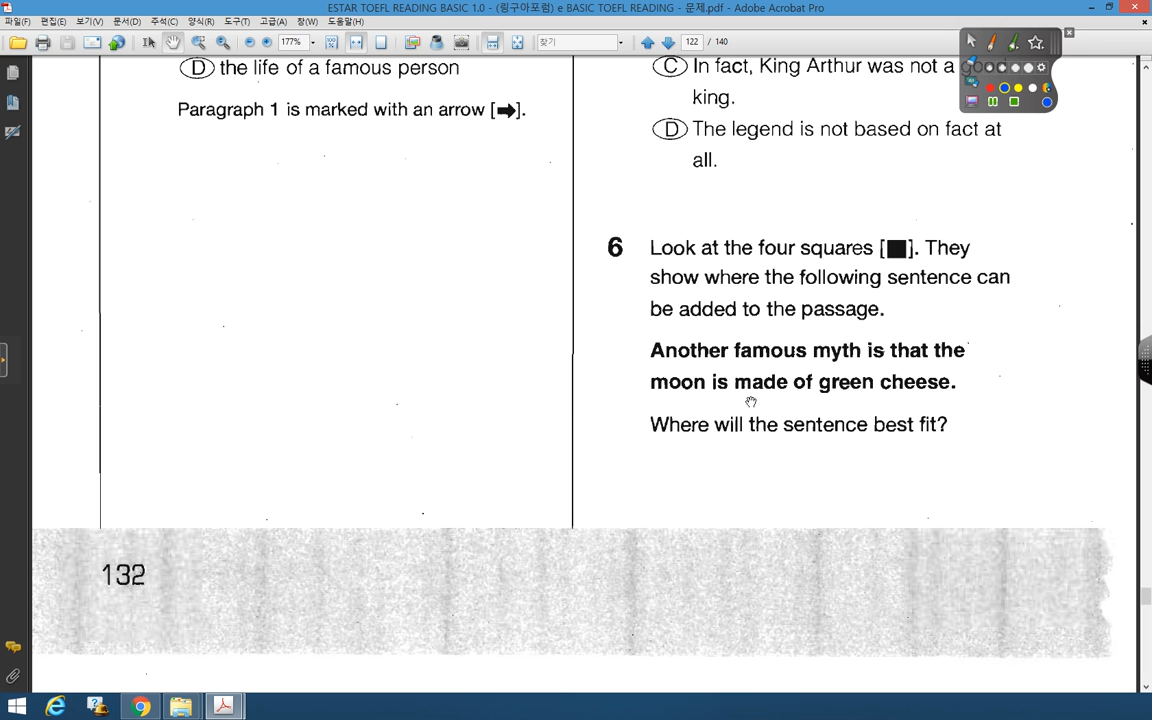 ESTAR TOEFL READING BASIC 1.0 - (링구아포럼) e BASIC TOEFL READING - 문제.pdf - Adobe Acrobat Pro
파일(F) 편집(E) 보기(V) 문서(D) 주석(C) 양식(R) 도구(T) 고급(A) 창(W) 도움말(H)
177% 찾기 122 / 140
D the life of a famous person
Paragraph 1 is marked with an arrow [➡].
C In fact, King Arthur was not a good
king.
D The legend is not based on fact at
all.
6 Look at the four squares [■]. They
show where the following sentence can
be added to the passage.
Another famous myth is that the
moon is made of green cheese.
Where will the sentence best fit?
132